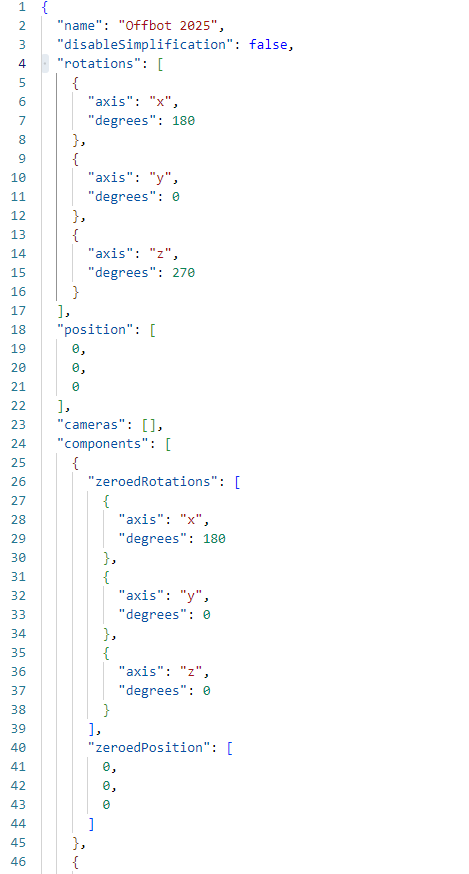 1 {
2   "name": "Offbot 2025",
3   "disableSimplification": false,
4   "rotations": [
5     {
6       "axis": "x",
7       "degrees": 180
8     },
9     {
10       "axis": "y",
11       "degrees": 0
12     },
13     {
14       "axis": "z",
15       "degrees": 270
16     }
17   ],
18   "position": [
19     0,
20     0,
21     0
22   ],
23   "cameras": [],
24   "components": [
25     {
26       "zeroedRotations": [
27         {
28           "axis": "x",
29           "degrees": 180
30         },
31         {
32           "axis": "y",
33           "degrees": 0
34         },
35         {
36           "axis": "z",
37           "degrees": 0
38         }
39       ],
40       "zeroedPosition": [
41         0,
42         0,
43         0
44       ]
45     },
46     {